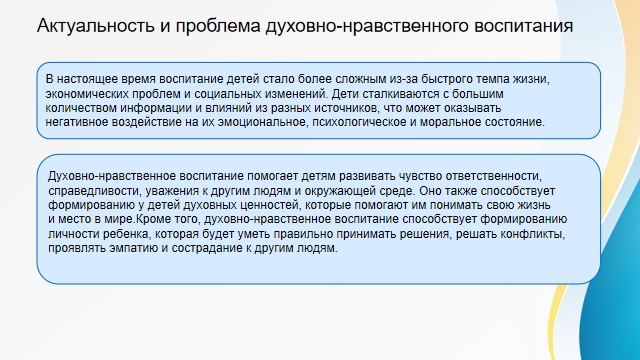 Актуальность и проблема духовно-нравственного воспитания
В настоящее время воспитание детей стало более сложным из-за быстрого темпа жизни,
экономических проблем и социальных изменений. Дети сталкиваются с большим
количеством информации и влияний из разных источников, что может оказывать
негативное воздействие на их эмоциональное, психологическое и моральное состояние.
Духовно-нравственное воспитание помогает детям развивать чувство ответственности,
справедливости, уважения к другим людям и окружающей среде. Оно также способствует
формированию у детей духовных ценностей, которые помогают им понимать свою жизнь
и место в мире.Кроме того, духовно-нравственное воспитание способствует формированию
личности ребенка, которая будет уметь правильно принимать решения, решать конфликты,
проявлять эмпатию и сострадание к другим людям.